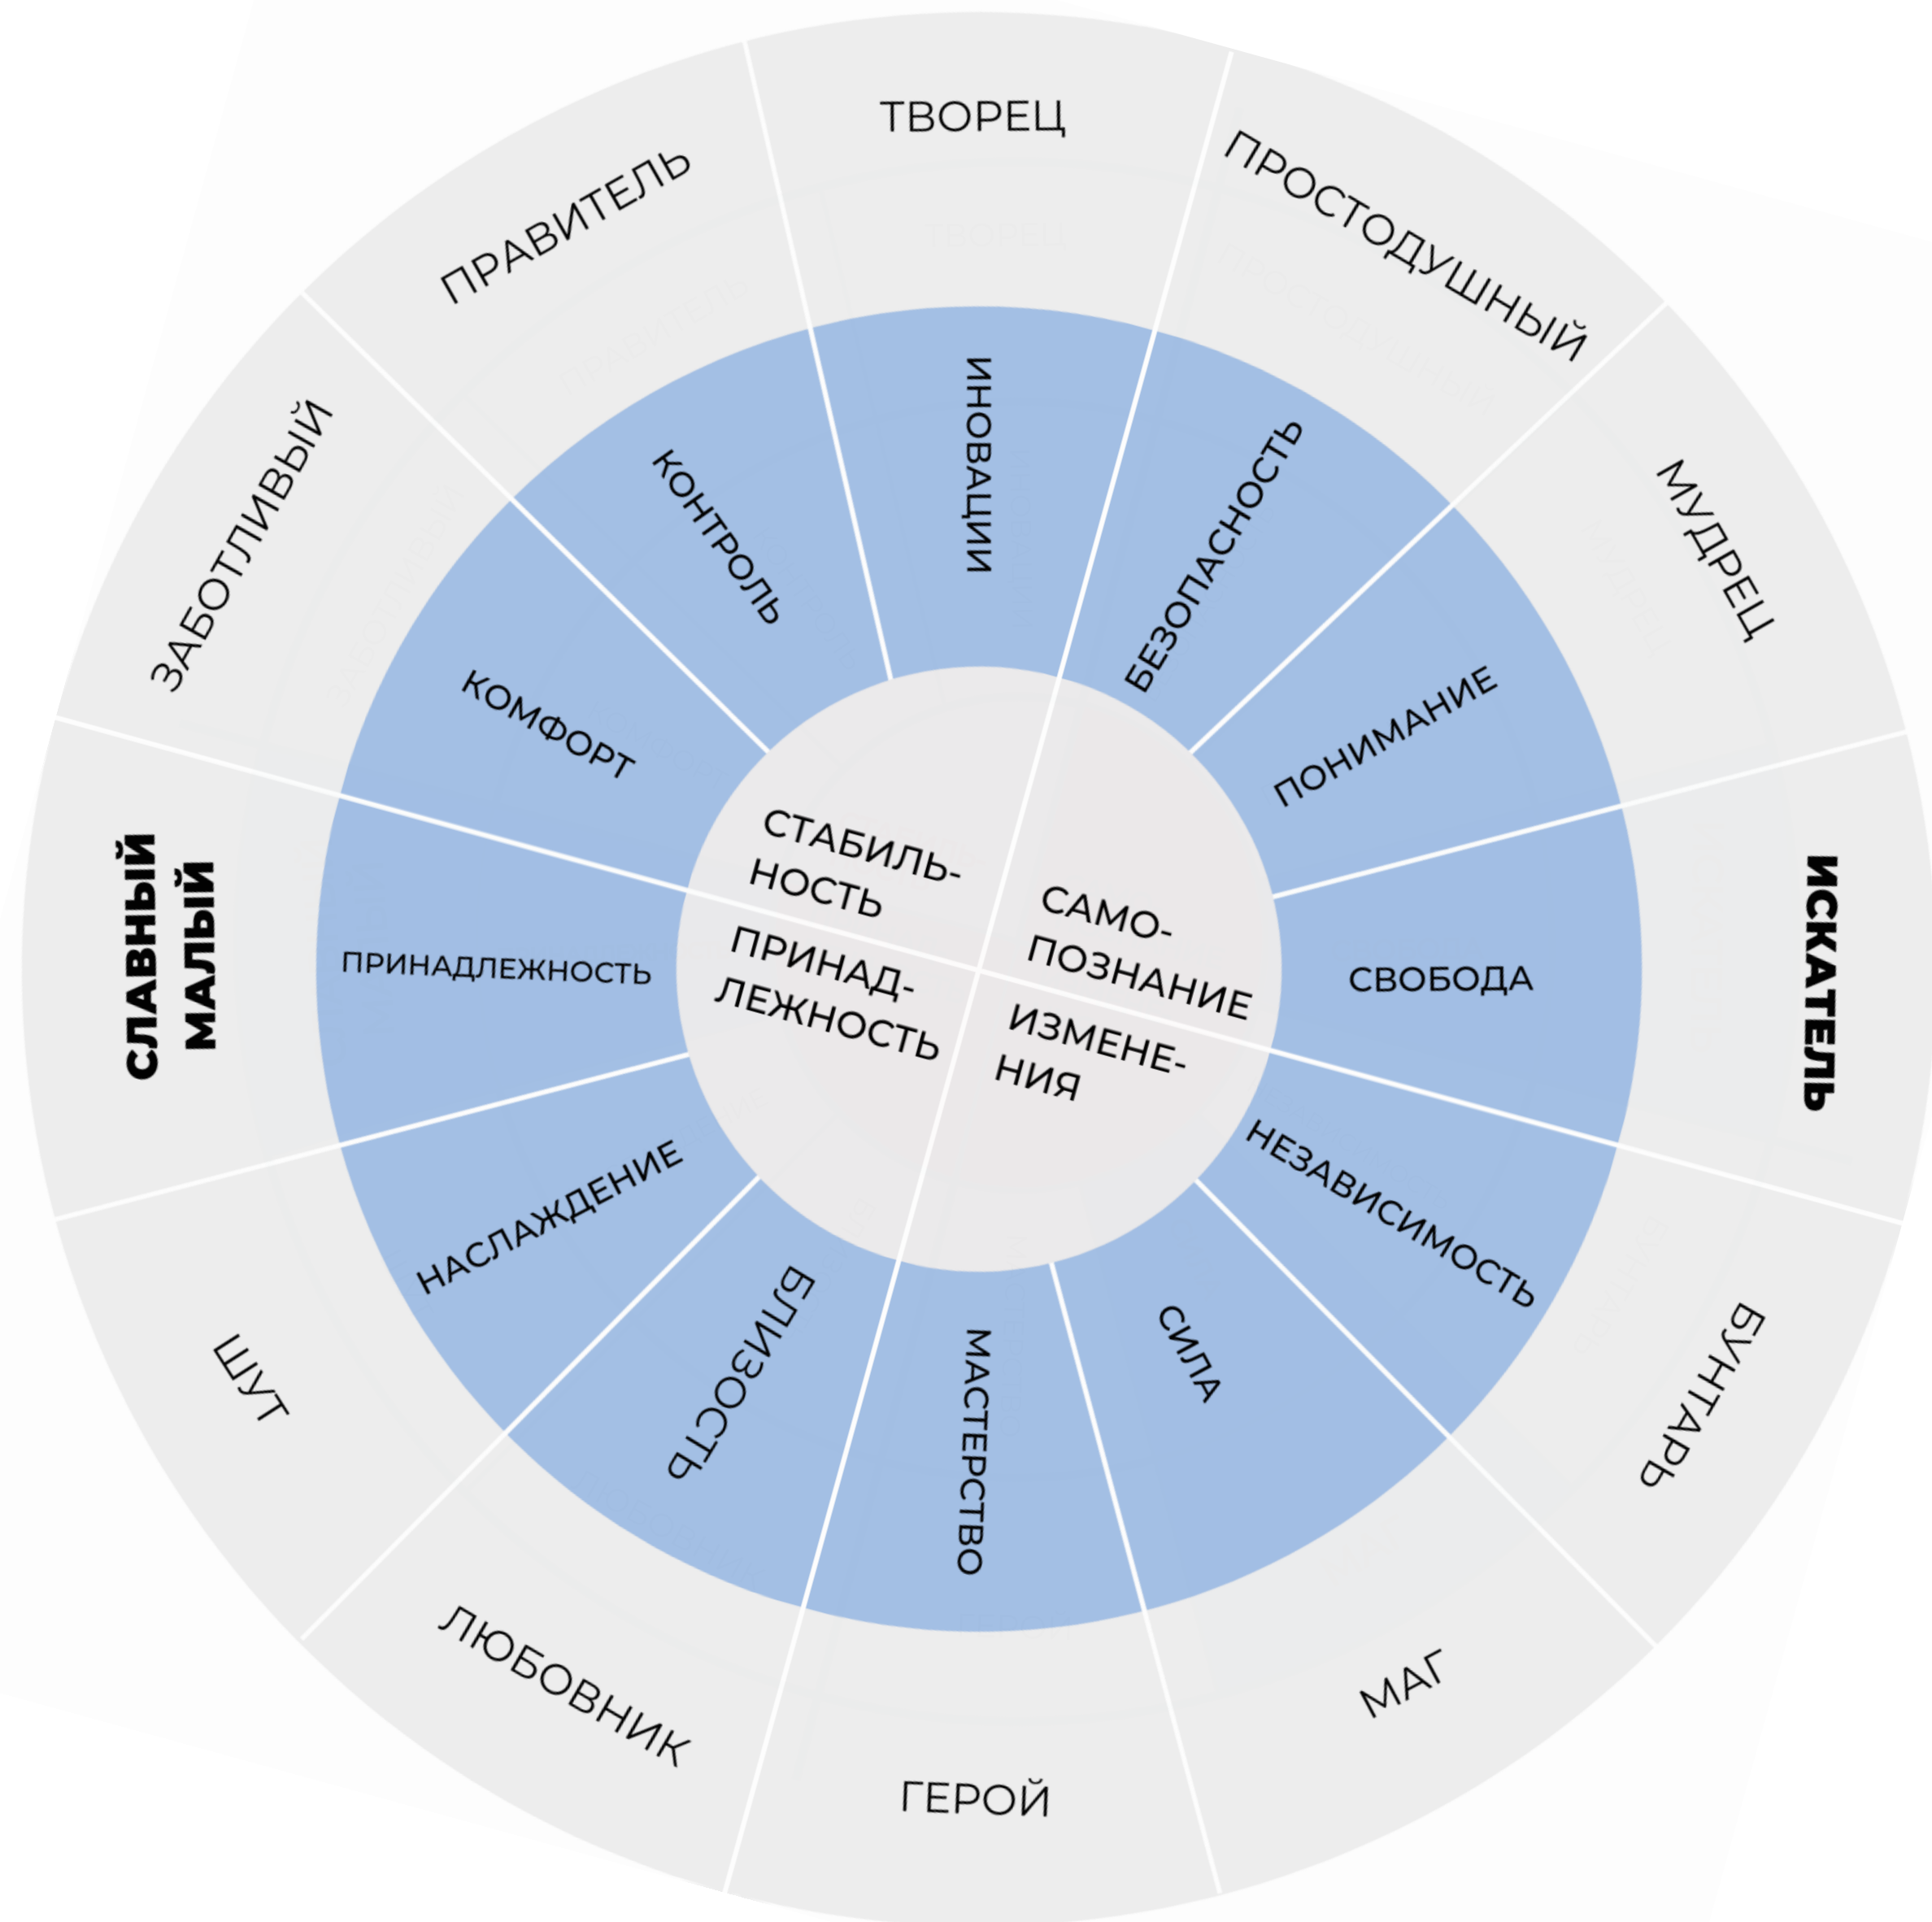 ТВОРЕЦ
ПРОСТОДУШНЫЙ
МУДРЕЦ
ИСКАТЕЛЬ
БУНТАРЬ
МАГ
ГЕРОЙ
ЛЮБОВНИК
ШУТ
СЛАВНЫЙ
МАЛЫЙ
ЗАБОТЛИВЫЙ
ПРАВИТЕЛЬ
ИНОВАЦИИ
БЕЗОПАСНОСТЬ
ПОНИМАНИЕ
СВОБОДА
НЕЗАВИСИМОСТЬ
СИЛА
МАСТЕРСТВО
БЛИЗОСТЬ
НАСЛАЖДЕНИЕ
ПРИНАДЛЕЖНОСТЬ
КОМФОРТ
КОНТРОЛЬ
СТАБИЛЬ-
НОСТЬ
САМО-
ПОЗНАНИЕ
ПРИНАД-
ЛЕЖНОСТЬ
ИЗМЕНЕ-
НИЯ